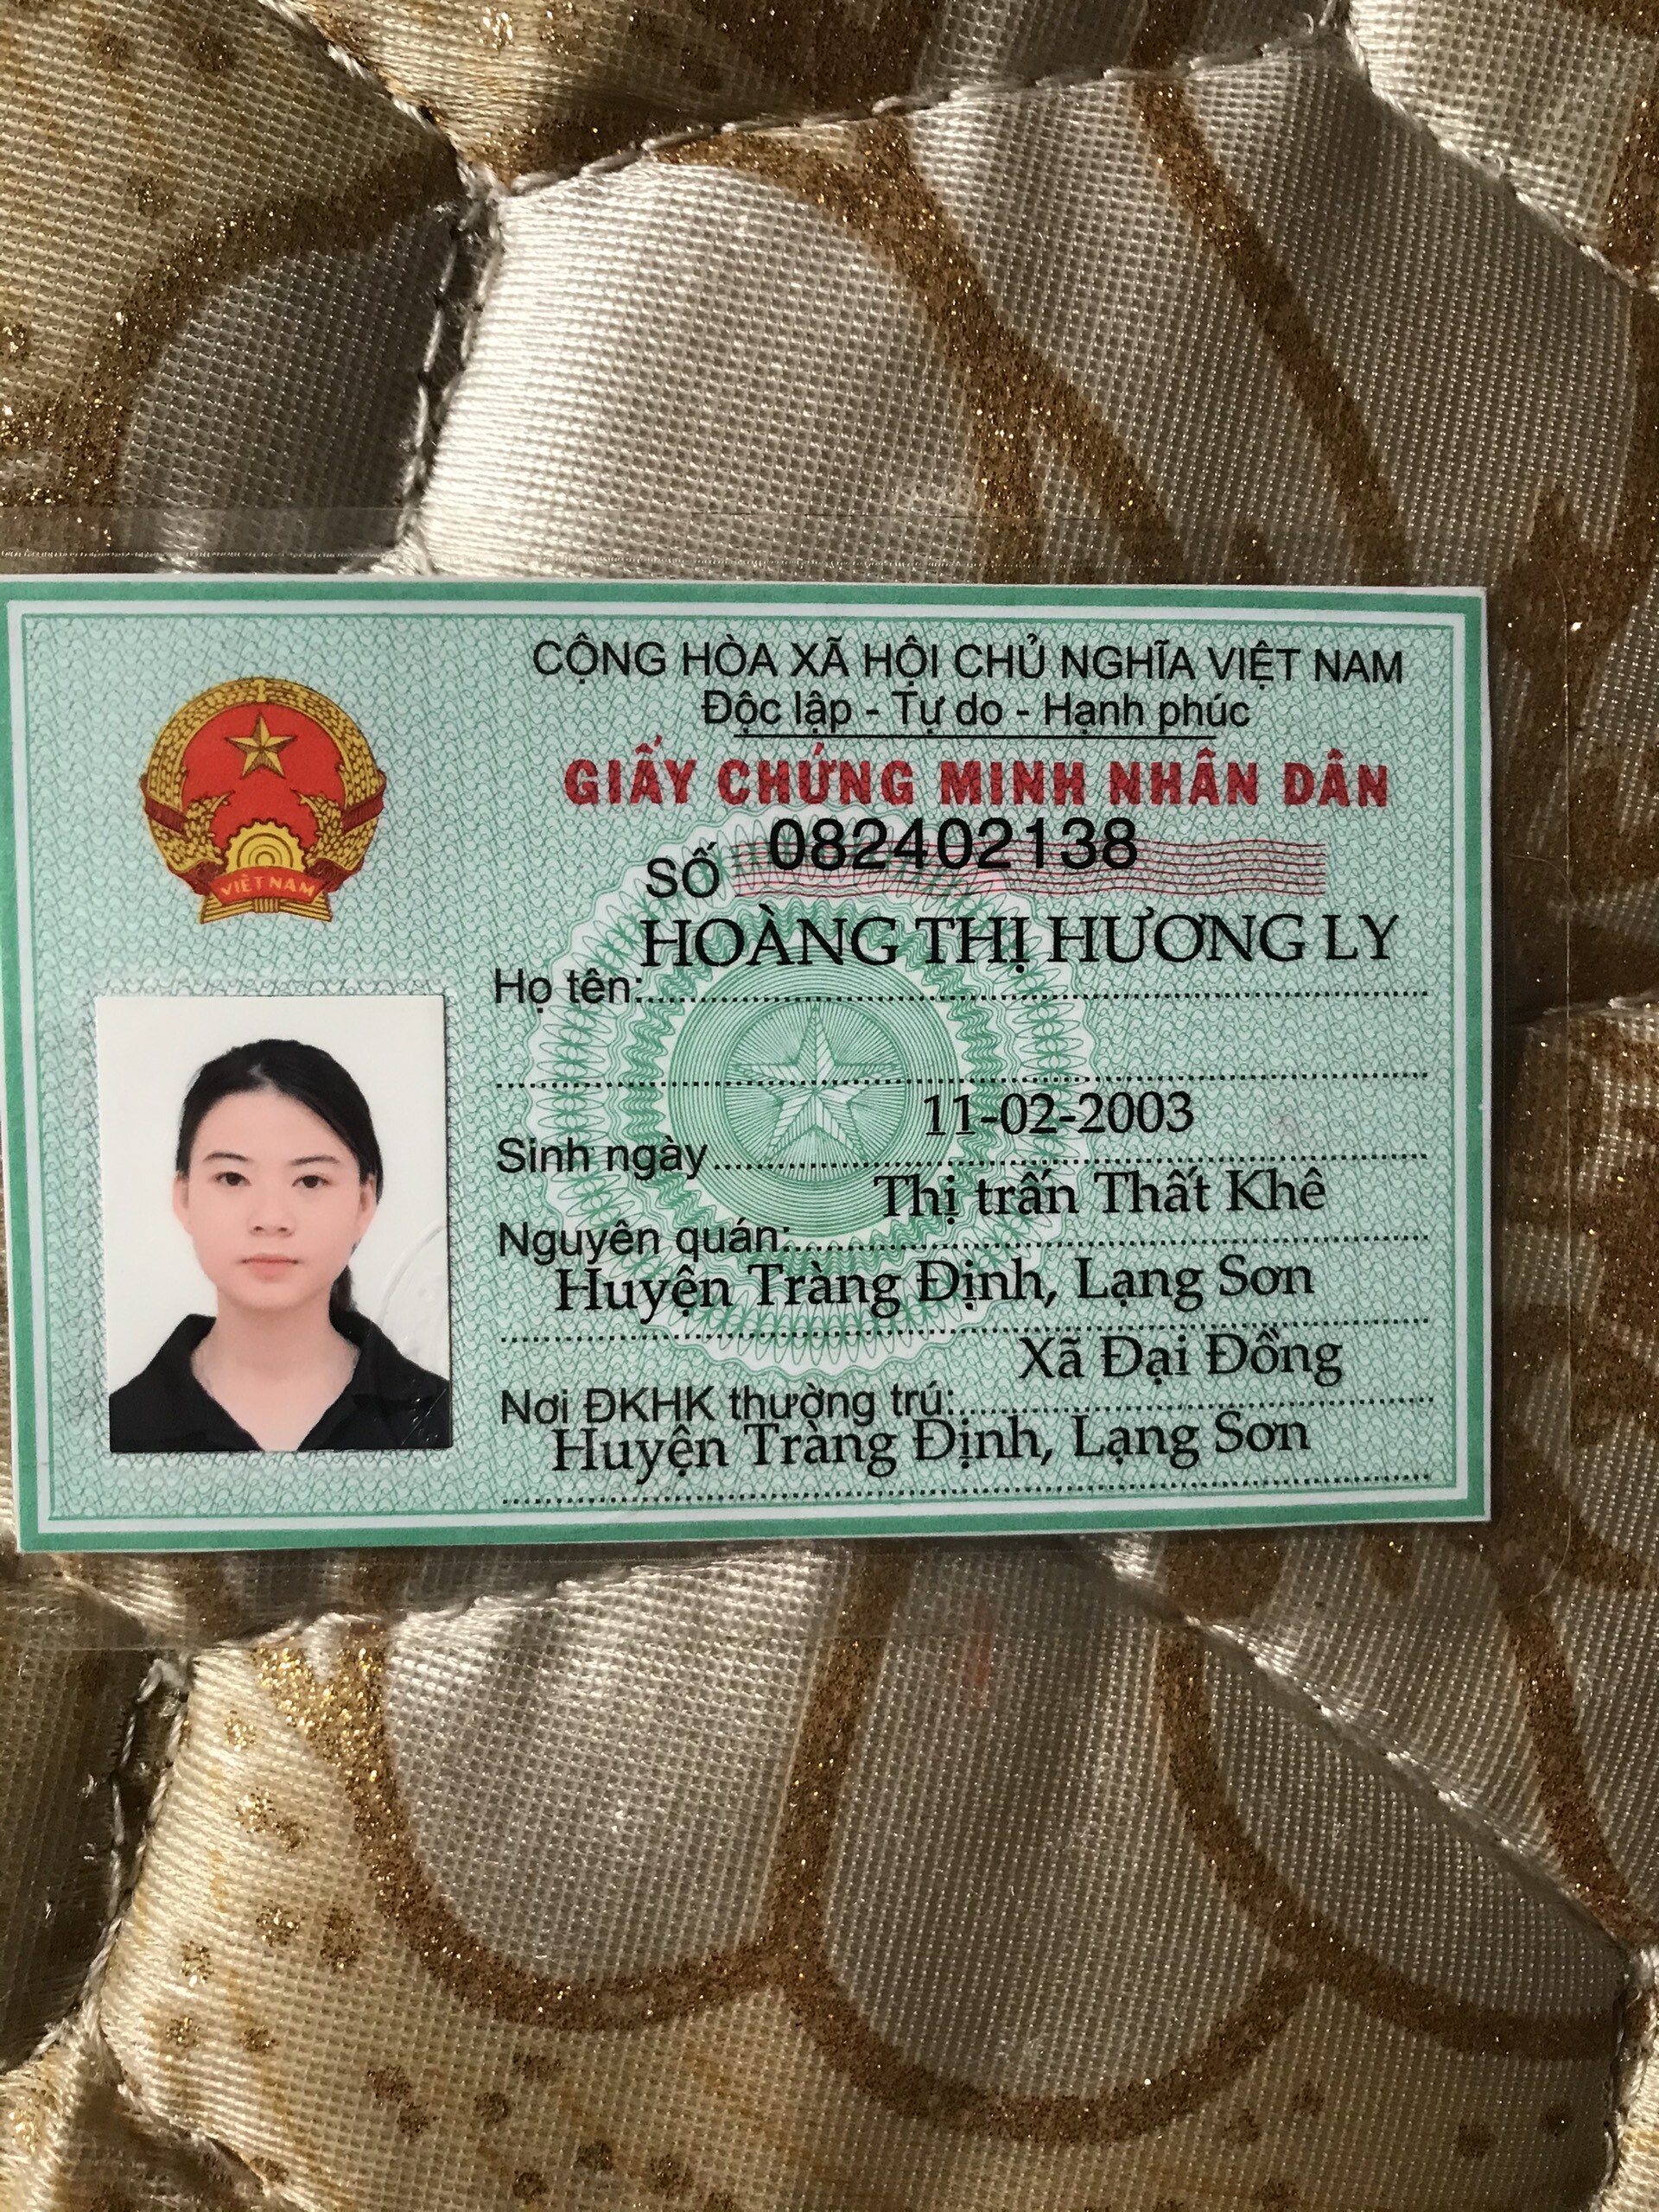 CỘNG HÒA XÃ HỘI CHỦ NGHĨA VIỆT NAM
Độc lập - Tự do - Hạnh phúc
GIẤY CHỨNG MINH NHÂN DÂN
SỐ 082402138
Họ tên: HOÀNG THỊ HƯƠNG LY
Sinh ngày 11-02-2003
Nguyên quán: Thị trấn Thất Khê
Huyện Tràng Định, Lạng Sơn
Nơi ĐKHK thường trú: Xã Đại Đồng
Huyện Tràng Định, Lạng Sơn
VIỆT NAM